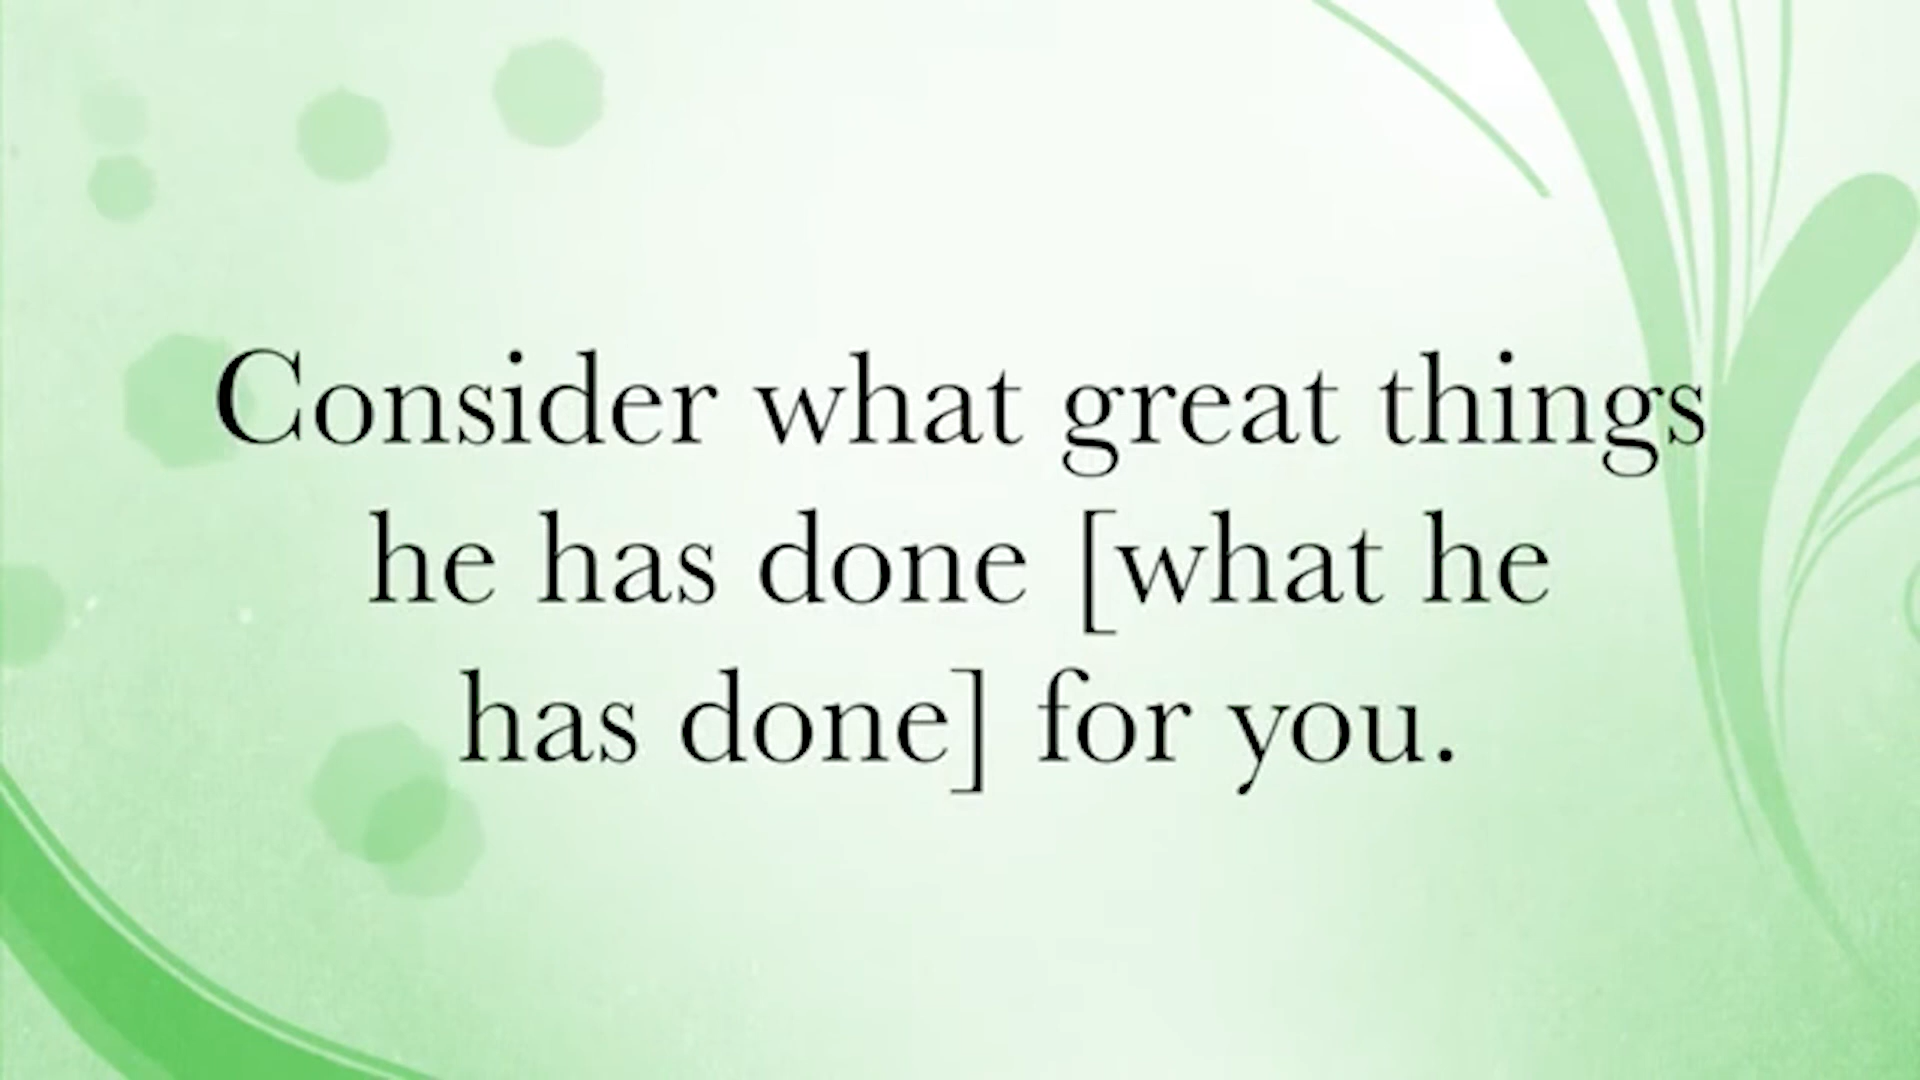 Consider what great things
he has done [what he
has done] for you.